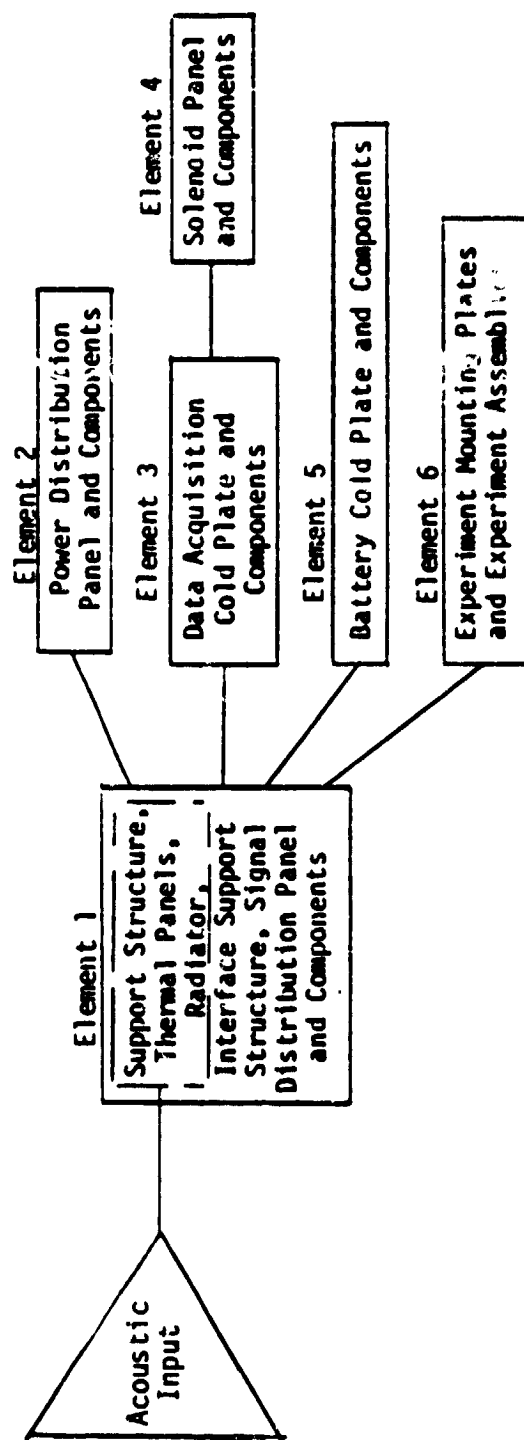 Acoustic
Input
Element 1
Support Structure,
Thermal Panels,
Radiator,
Interface Support
Structure, Signal
Distribution Panel
and Components
Element 2
Power Distribution
Panel and Components
Element 3
Data Acquisition
Cold Plate and
Components
Element 4
Solenoid Panel
and Components
Element 5
Battery Cold Plate and Components
Element 6
Experiment Mounting Plates
and Experiment Assemblies